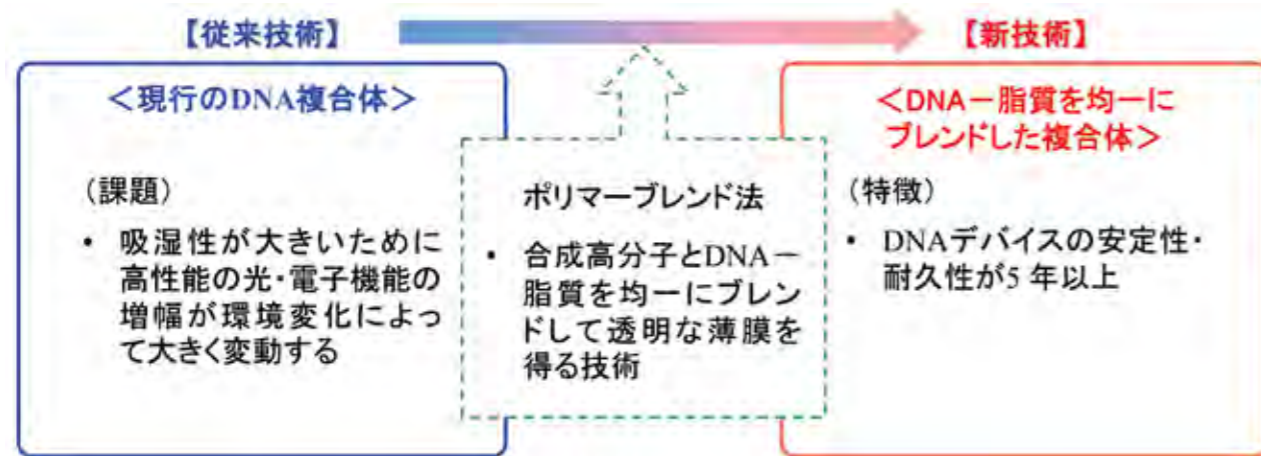 【従来技術】
【新技術】
＜現行のDNA複合体＞
（課題）
• 吸湿性が大きいために
高性能の光・電子機能の
増幅が環境変化によっ
て大きく変動する
ポリマーブレンド法
• 合成高分子とDNA－
脂質を均一にブレン
ドして透明な薄膜を
得る技術
＜DNA－脂質を均一に
ブレンドした複合体＞
（特徴）
• DNAデバイスの安定性・
耐久性が5 年以上